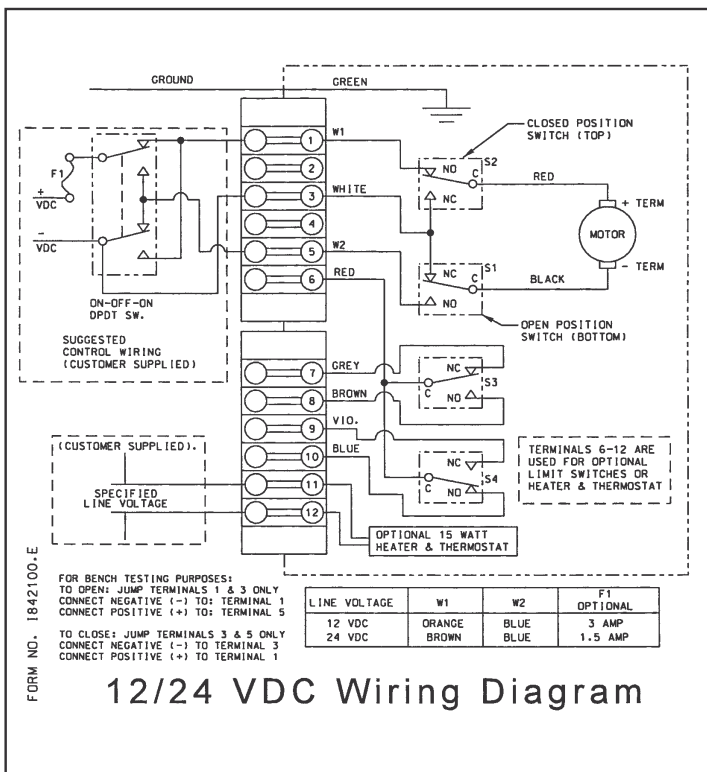 GROUND
GREEN
CLOSED POSITION
SWITCH (TOP)
W1
1
NO
S2
C
NC
RED
2
F1
+
VDC
WHITE
3
+ TERM
MOTOR
4
-
VDC
W2
5
NC
S1
C
NO
BLACK
- TERM
RED
6
ON-OFF-ON
DPDT SW.
OPEN POSITION
SWITCH (BOTTOM)
SUGGESTED
CONTROL WIRING
(CUSTOMER SUPPLIED)
GREY
7
NC
S3
C
NO
BROWN
8
VIO.
9
BLUE
10
NC
S4
C
NO
TERMINALS 6-12 ARE
USED FOR OPTIONAL
LIMIT SWITCHES OR
HEATER & THERMOSTAT
(CUSTOMER SUPPLIED).
SPECIFIED
LINE VOLTAGE
11
12
OPTIONAL 15 WATT
HEATER & THERMOSTAT
FORM NO. I842100.E
FOR BENCH TESTING PURPOSES:
TO OPEN: JUMP TERMINALS 1 & 3 ONLY
CONNECT NEGATIVE (-) TO: TERMINAL 1
CONNECT POSITIVE (+) TO: TERMINAL 5
TO CLOSE: JUMP TERMINALS 3 & 5 ONLY
CONNECT NEGATIVE (-) TO TERMINAL 3
CONNECT POSITIVE (+) TO TERMINAL 1
LINE VOLTAGE W1 W2 F1 OPTIONAL
12 VDC ORANGE BLUE 3 AMP
24 VDC BROWN BLUE 1.5 AMP
12/24 VDC Wiring Diagram